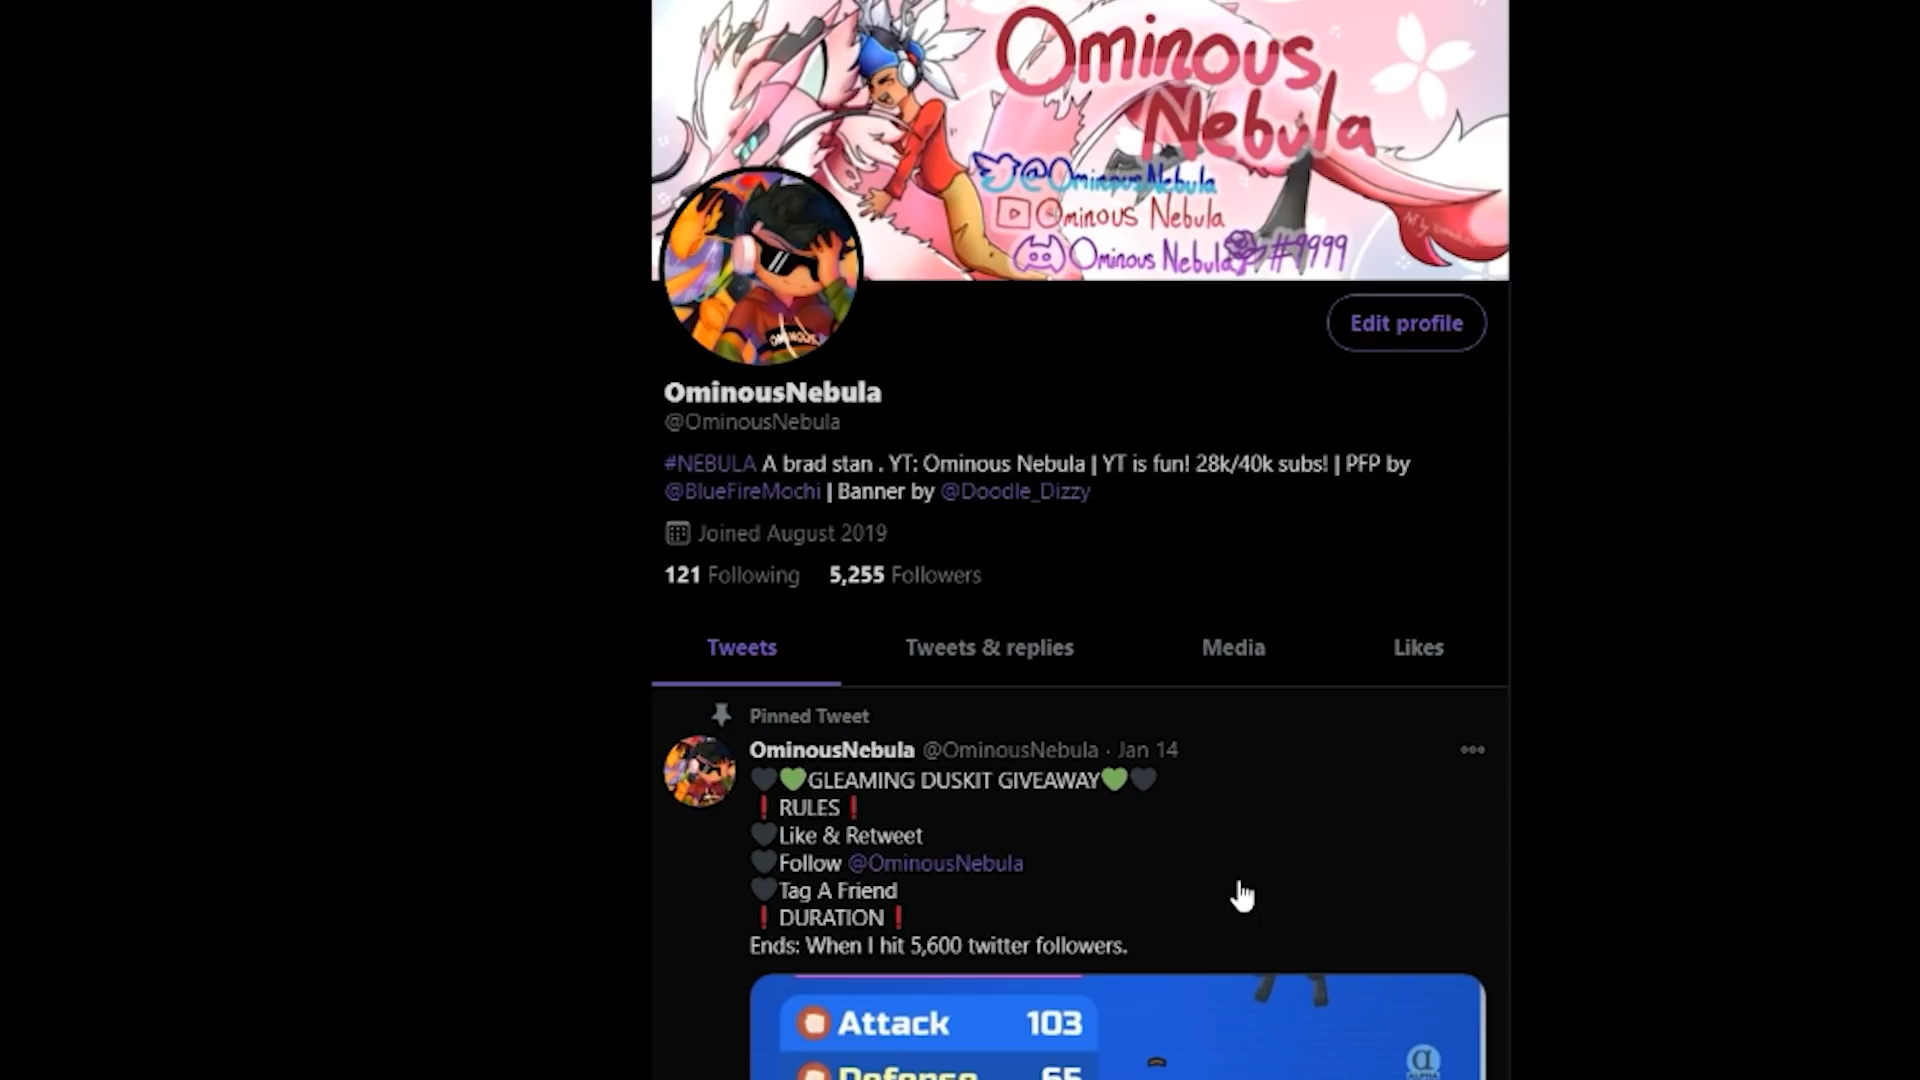 Ominous
Nebula
@OminousNebula
Ominous Nebula
Ominous Nebula #9999
Edit profile
OminousNebula
@OminousNebula
#NEBULA A brad stan . YT: Ominous Nebula | YT is fun! 28k/40k subs! | PFP by
@BlueFireMochi | Banner by @Doodle_Dizzy
Joined August 2019
121 Following 5,255 Followers
Tweets Tweets & replies Media Likes
Pinned Tweet
OminousNebula @OminousNebula · Jan 14
🖤💚GLEAMING DUSKIT GIVEAWAY💚🖤
❗RULES❗
🖤Like & Retweet
🖤Follow @OminousNebula
🖤Tag A Friend
❗DURATION❗
Ends: When I hit 5,600 twitter followers.
Attack 103
Defense 65
α
ALPHA